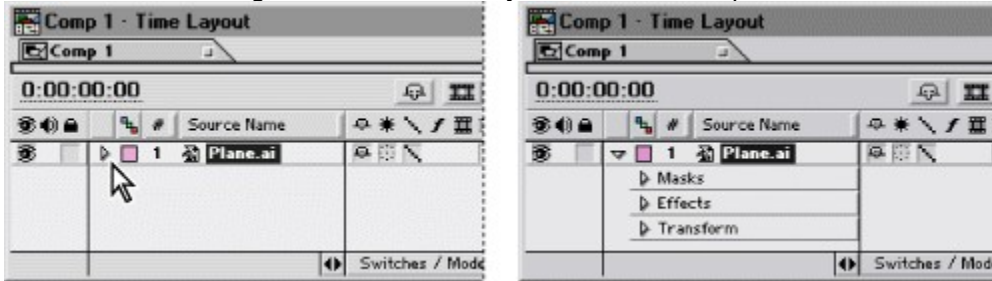 Comp 1 · Time Layout
Comp 1
0:00:00:00
# Source Name
1 Plane.ai
Switches / Mode
Comp 1 · Time Layout
Comp 1
0:00:00:00
# Source Name
1 Plane.ai
Masks
Effects
Transform
Switches / Mod